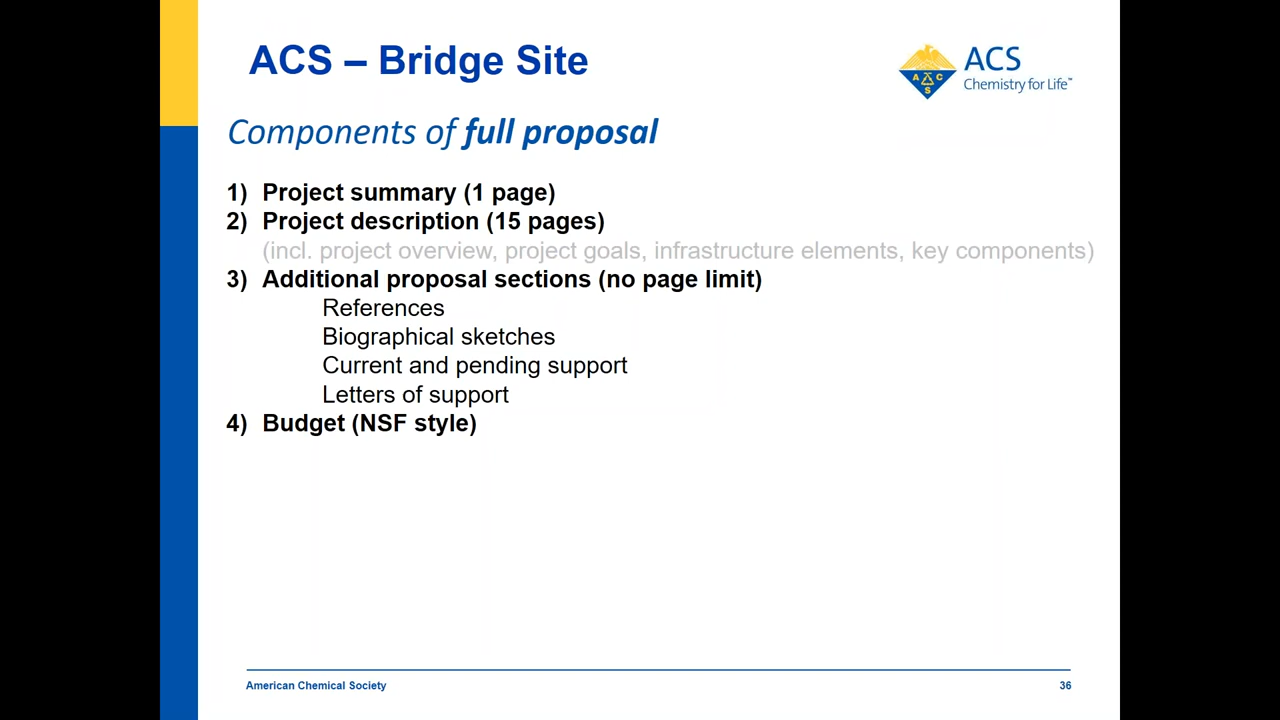 ACS – Bridge Site
ACS
Chemistry for Life™
A C S
Components of full proposal
1) Project summary (1 page)
2) Project description (15 pages)
(incl. project overview, project goals, infrastructure elements, key components)
3) Additional proposal sections (no page limit)
References
Biographical sketches
Current and pending support
Letters of support
4) Budget (NSF style)
American Chemical Society
36